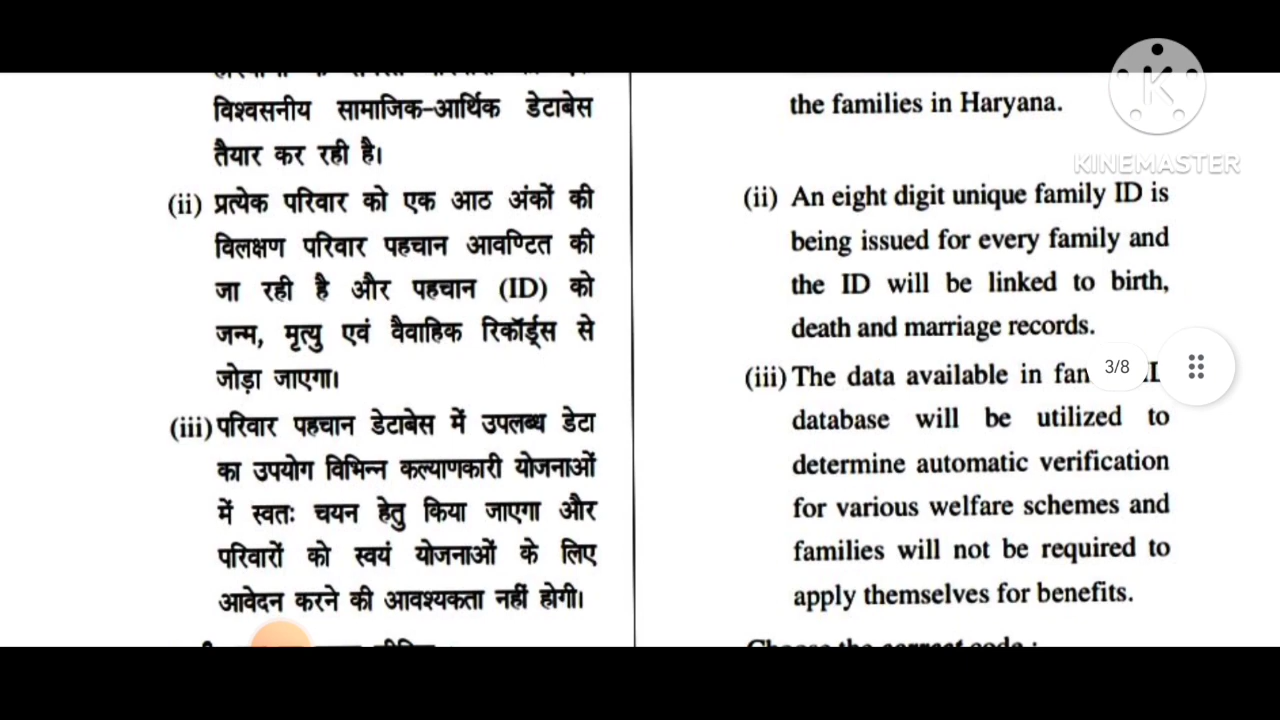 विश्वसनीय सामाजिक-आर्थिक डेटाबेस
तैयार कर रही है।
(ii) प्रत्येक परिवार को एक आठ अंकों की
विलक्षण परिवार पहचान आवण्टित की
जा रही है और पहचान (ID) को
जन्म, मृत्यु एवं वैवाहिक रिकॉर्ड्स से
जोड़ा जाएगा।
(iii) परिवार पहचान डेटाबेस में उपलब्ध डेटा
का उपयोग विभिन्न कल्याणकारी योजनाओं
में स्वतः चयन हेतु किया जाएगा और
परिवारों को स्वयं योजनाओं के लिए
आवेदन करने की आवश्यकता नहीं होगी।
the families in Haryana.
(ii) An eight digit unique family ID is
being issued for every family and
the ID will be linked to birth,
death and marriage records.
(iii) The data available in
database will be utilized to
determine automatic verification
for various welfare schemes and
families will not be required to
apply themselves for benefits.
Choose the correct code :
3/8
K
KINEMASTER